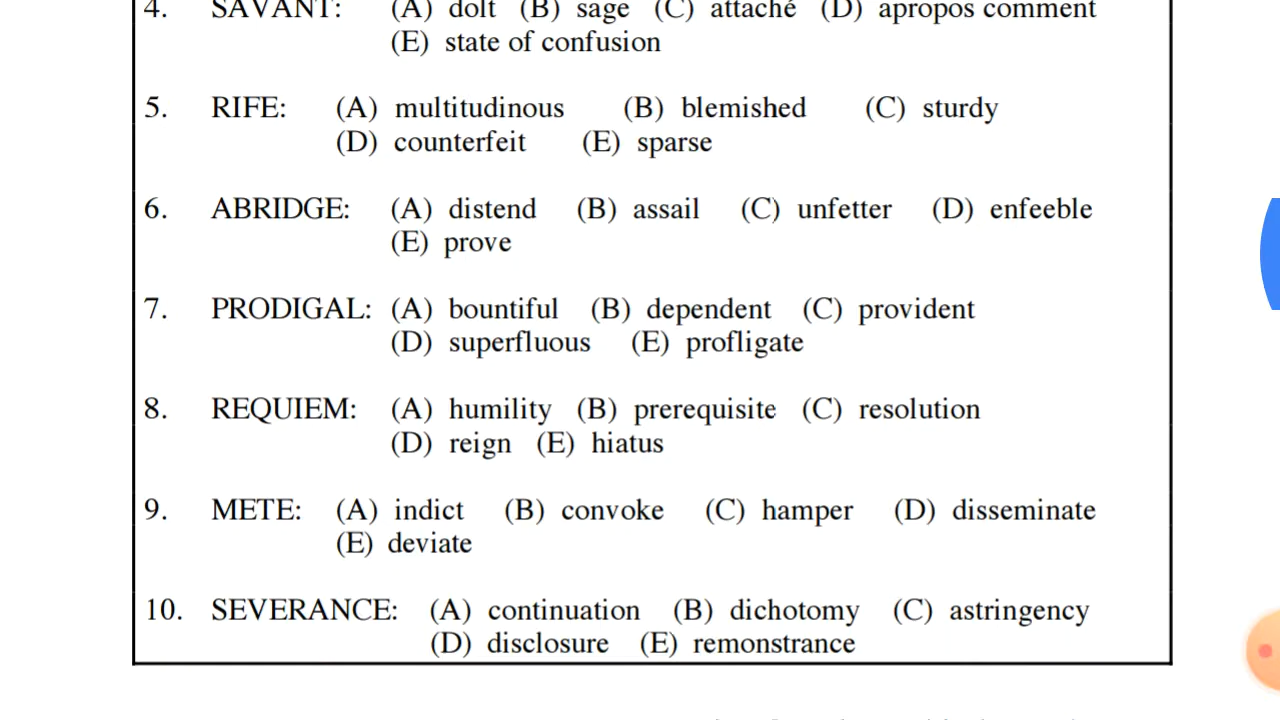 4. SAVANT: (A) dolt (B) sage (C) attaché (D) apropos comment
(E) state of confusion
5. RIFE: (A) multitudinous (B) blemished (C) sturdy
(D) counterfeit (E) sparse
6. ABRIDGE: (A) distend (B) assail (C) unfetter (D) enfeeble
(E) prove
7. PRODIGAL: (A) bountiful (B) dependent (C) provident
(D) superfluous (E) profligate
8. REQUIEM: (A) humility (B) prerequisite (C) resolution
(D) reign (E) hiatus
9. METE: (A) indict (B) convoke (C) hamper (D) disseminate
(E) deviate
10. SEVERANCE: (A) continuation (B) dichotomy (C) astringency
(D) disclosure (E) remonstrance